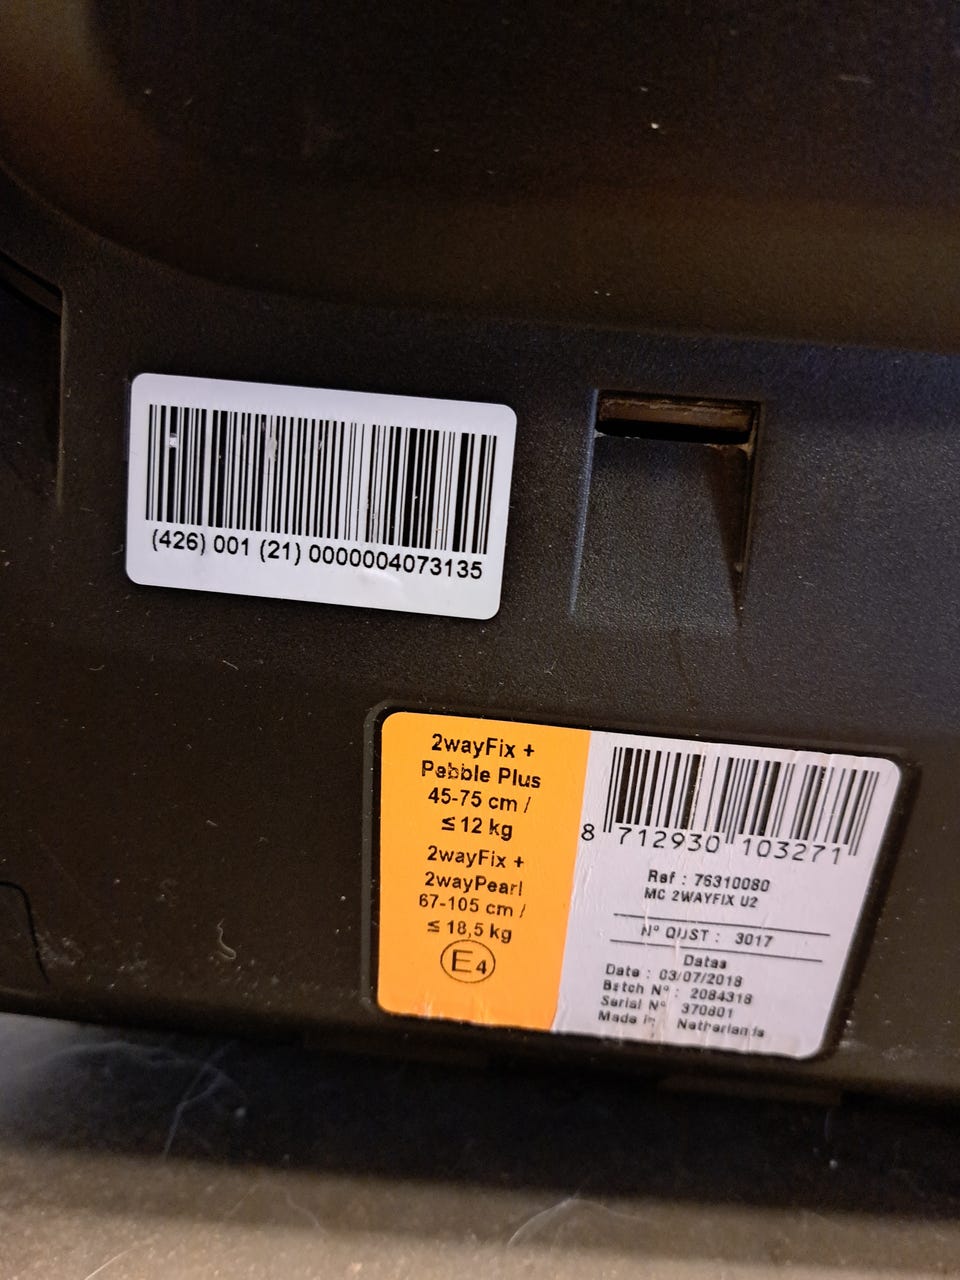 (426) 001 (21) 0000004073135
2wayFix +
Pebble Plus
45-75 cm /
≤ 12 kg
2wayFix +
2wayPearl
67-105 cm /
≤ 18,5 kg
E4
8 712930 103271
Ref : 76310080
MC 2WAYFIX U2
N° QUST : 3017
Datas
Date : 03/07/2018
Batch N° : 2084318
Serial N° 370801
Made in Netherlands